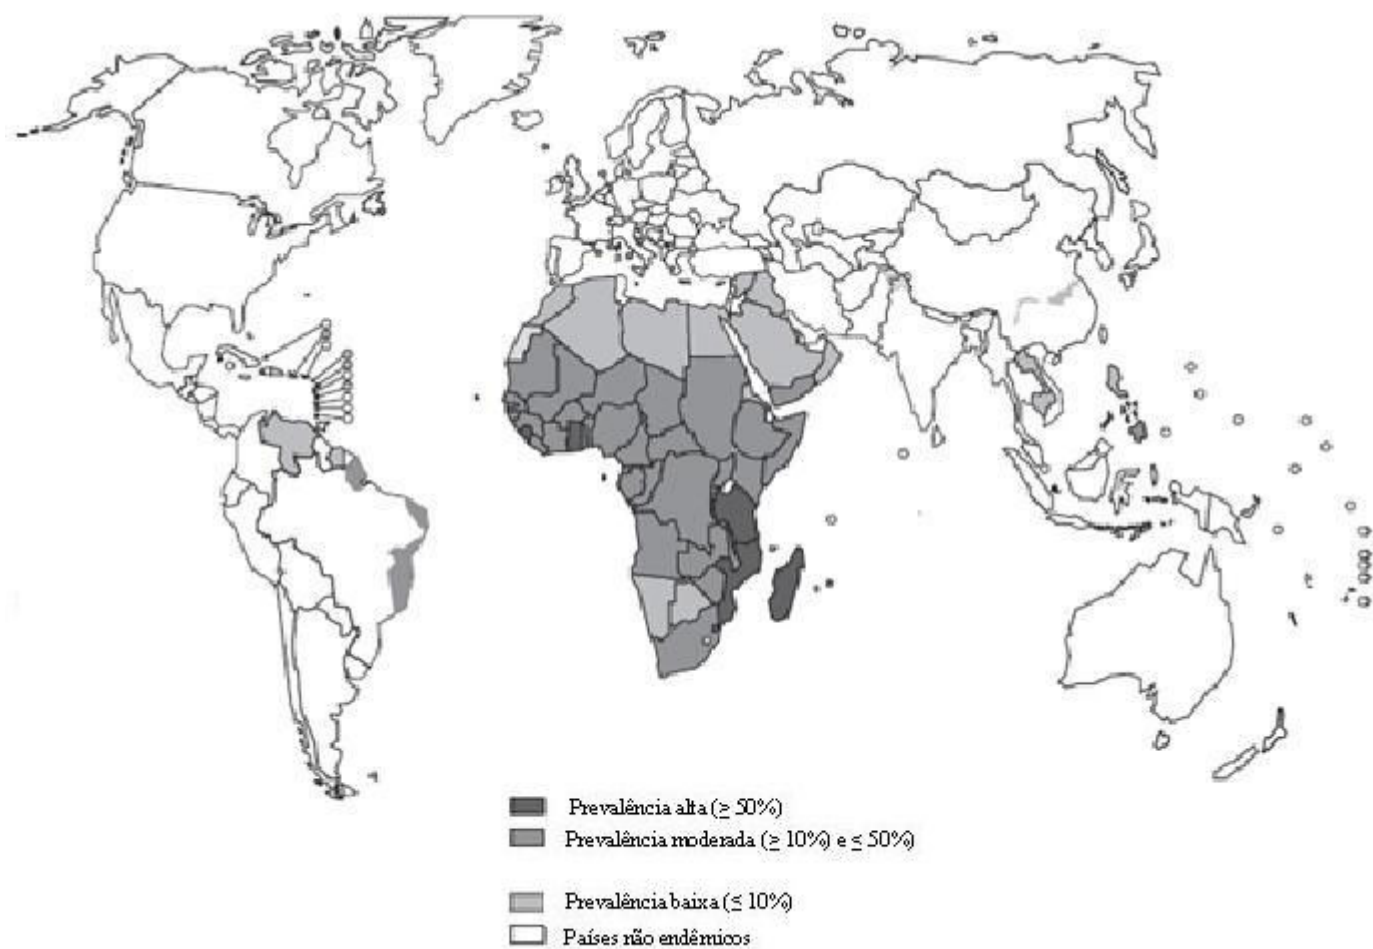 Prevalência alta (≥ 50%)
Prevalência moderada (≥ 10%) e ≤ 50%)
Prevalência baixa (≤ 10%)
Países não endêmicos